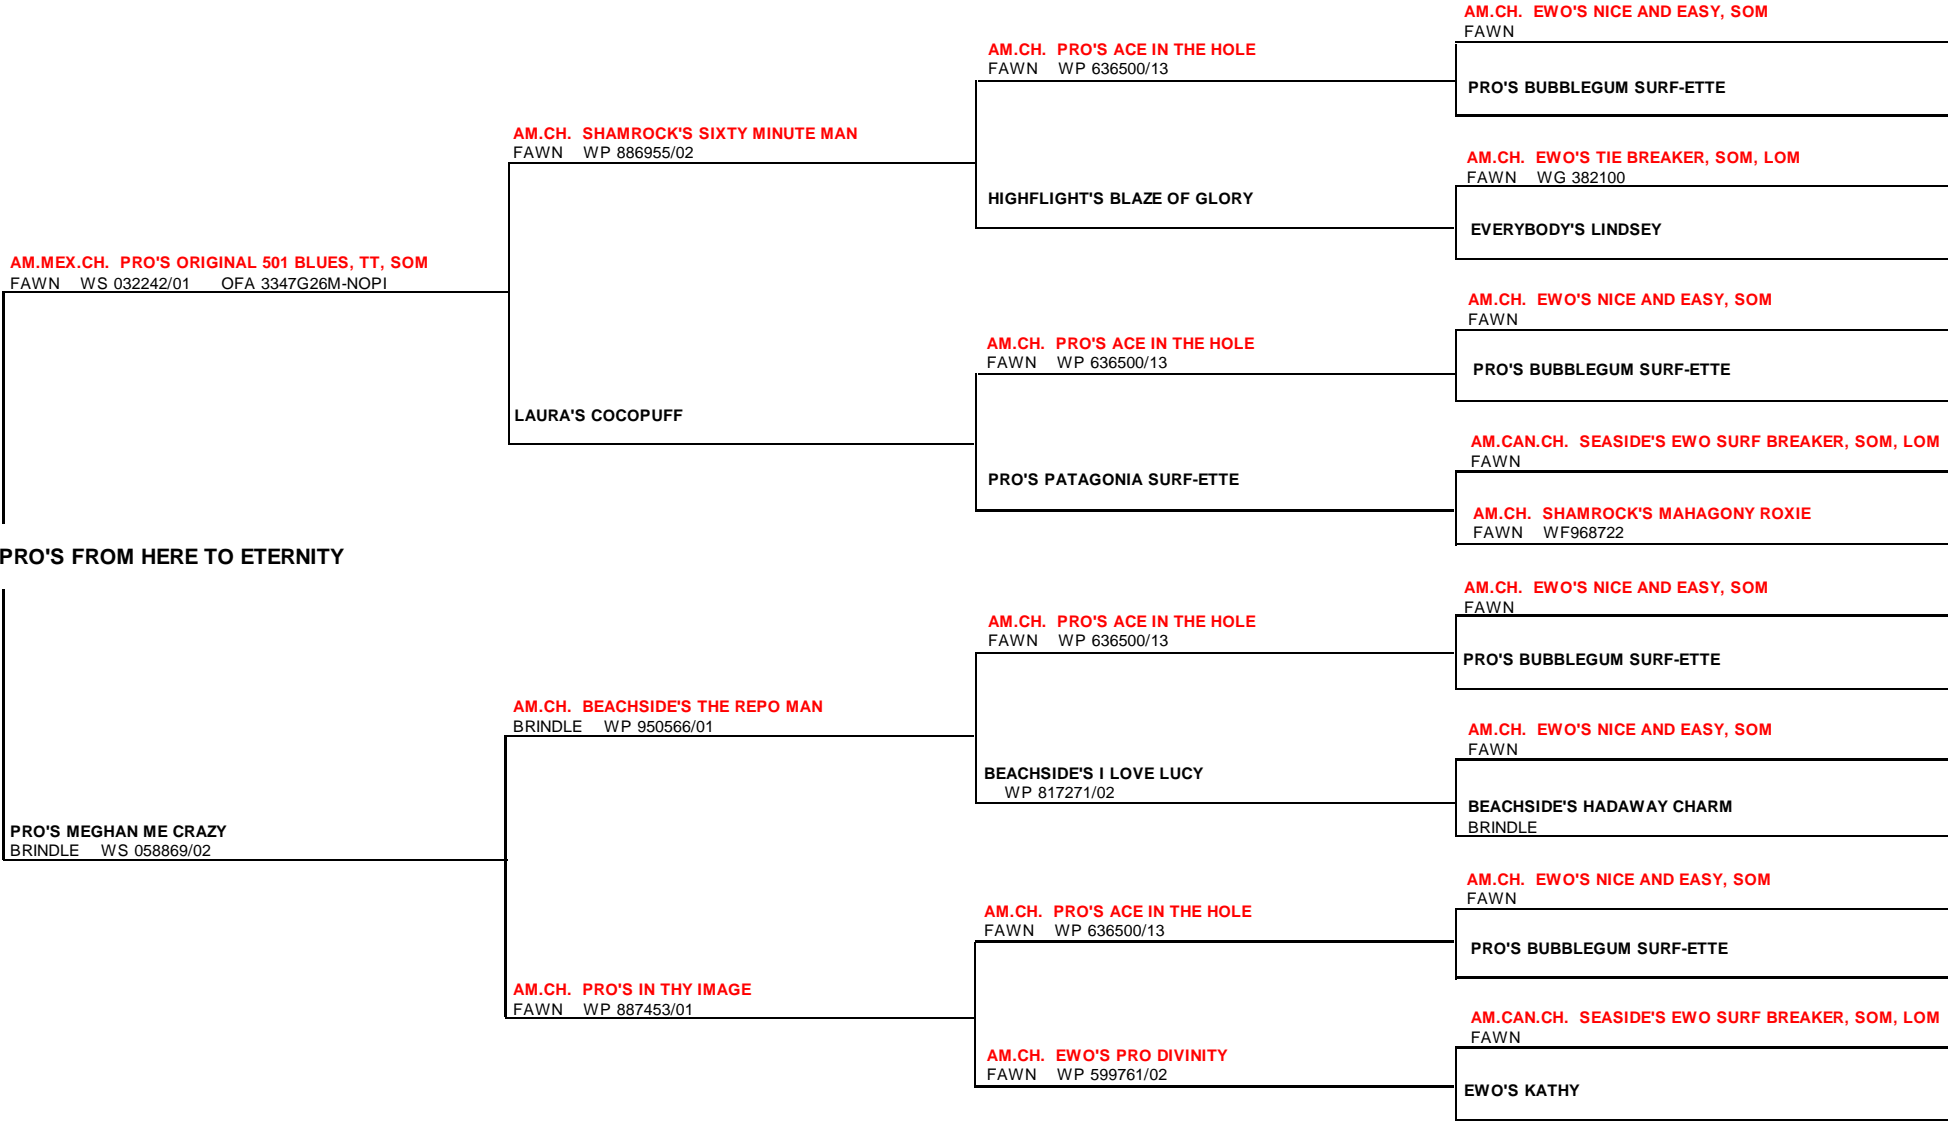 AM.MEX.CH.  PRO'S ORIGINAL 501 BLUES, TT, SOM
FAWN    WS 032242/01    OFA 3347G26M-NOPI
PRO'S FROM HERE TO ETERNITY
PRO'S MEGHAN ME CRAZY
BRINDLE    WS 058869/02
AM.CH.  SHAMROCK'S SIXTY MINUTE MAN
FAWN    WP 886955/02
LAURA'S COCOPUFF
AM.CH.  BEACHSIDE'S THE REPO MAN
BRINDLE    WP 950566/01
AM.CH.  PRO'S IN THY IMAGE
FAWN    WP 887453/01
AM.CH.  PRO'S ACE IN THE HOLE
FAWN    WP 636500/13
HIGHFLIGHT'S BLAZE OF GLORY
AM.CH.  PRO'S ACE IN THE HOLE
FAWN    WP 636500/13
PRO'S PATAGONIA SURF-ETTE
AM.CH.  PRO'S ACE IN THE HOLE
FAWN    WP 636500/13
BEACHSIDE'S I LOVE LUCY
WP 817271/02
AM.CH.  PRO'S ACE IN THE HOLE
FAWN    WP 636500/13
AM.CH.  EWO'S PRO DIVINITY
FAWN    WP 599761/02
AM.CH.  EWO'S NICE AND EASY, SOM
FAWN
PRO'S BUBBLEGUM SURF-ETTE
AM.CH.  EWO'S TIE BREAKER, SOM, LOM
FAWN    WG 382100
EVERYBODY'S LINDSEY
AM.CH.  EWO'S NICE AND EASY, SOM
FAWN
PRO'S BUBBLEGUM SURF-ETTE
AM.CAN.CH.  SEASIDE'S EWO SURF BREAKER, SOM, LOM
FAWN
AM.CH.  SHAMROCK'S MAHAGONY ROXIE
FAWN    WF968722
AM.CH.  EWO'S NICE AND EASY, SOM
FAWN
PRO'S BUBBLEGUM SURF-ETTE
AM.CH.  EWO'S NICE AND EASY, SOM
FAWN
BEACHSIDE'S HADAWAY CHARM
BRINDLE
AM.CH.  EWO'S NICE AND EASY, SOM
FAWN
PRO'S BUBBLEGUM SURF-ETTE
AM.CAN.CH.  SEASIDE'S EWO SURF BREAKER, SOM, LOM
FAWN
EWO'S KATHY